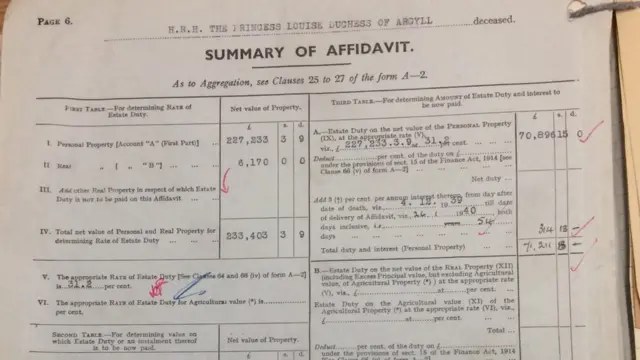 PAGE 6.
H.R.H. THE PRINCESS LOUISE DUCHESS OF ARGYLL deceased.
SUMMARY OF AFFIDAVIT.
As to Aggregation, see Clauses 25 to 27 of the form A—2.
FIRST TABLE.—For determining RATE of Estate Duty.
Net value of Property.
£ s. d.
I. Personal Property [Account "A" (First Part)] ... 227,233 3 9
II Real " [ " "B"] ... 6,170 0 0
III. Add other Real Property in respect of which Estate
Duty is not to be paid on this Affidavit ...
IV. Total net value of Personal and Real Property for
determining Rate of Estate Duty ... 233,403 3 9
V. The appropriate RATE of Estate Duty [See Clauses 64 and 66 (iv) of form A—2]
is 31.2 per cent.
VI. The appropriate RATE of Estate Duty for Agricultural value (*) is
per cent.
SECOND TABLE.—For determining value on
which Estate Duty or an instalment thereof
is to be now paid.
Net value of Property.
£ s. d.
THIRD TABLE.—For determining AMOUNT of Estate Duty and interest to
be now paid.
£ s. d.
A.—Estate Duty on the net value of the PERSONAL Property
(IX), at the appropriate rate (V),
viz., £ 227,233.3.9 at 31.2 per cent. 70,896 15 0
Deduct per cent. of the duty on £
under the provisions of sect. 15 of the Finance Act, 1914 [see
Clause 66 (iv) of form A—2]
Net duty ...
per cent. per annum interest thereon, from day after
date of death, viz., 4. 12. 1939 till date
of delivery of Affidavit, viz. 26. 1 1940 both
days inclusive, i.e. 54
days ... 314 13 —
Total duty and interest (Personal Property) ... 8 —
B.—Estate Duty on the net value of the REAL Property (XII)
(including Excess Principal value, but excluding Agricultural
value, of Agricultural Property (*) ) at the appropriate rate
(V), viz., £ at per cent. ...
Estate Duty on the Agricultural value (XI) of the
Agricultural Property (*) at the appropriate rate (VI), viz.,
£ at per cent. ...
Total ...
Deduct per cent. of the duty on £
under the provisions of sect. 15 of the Finance Act, 1914